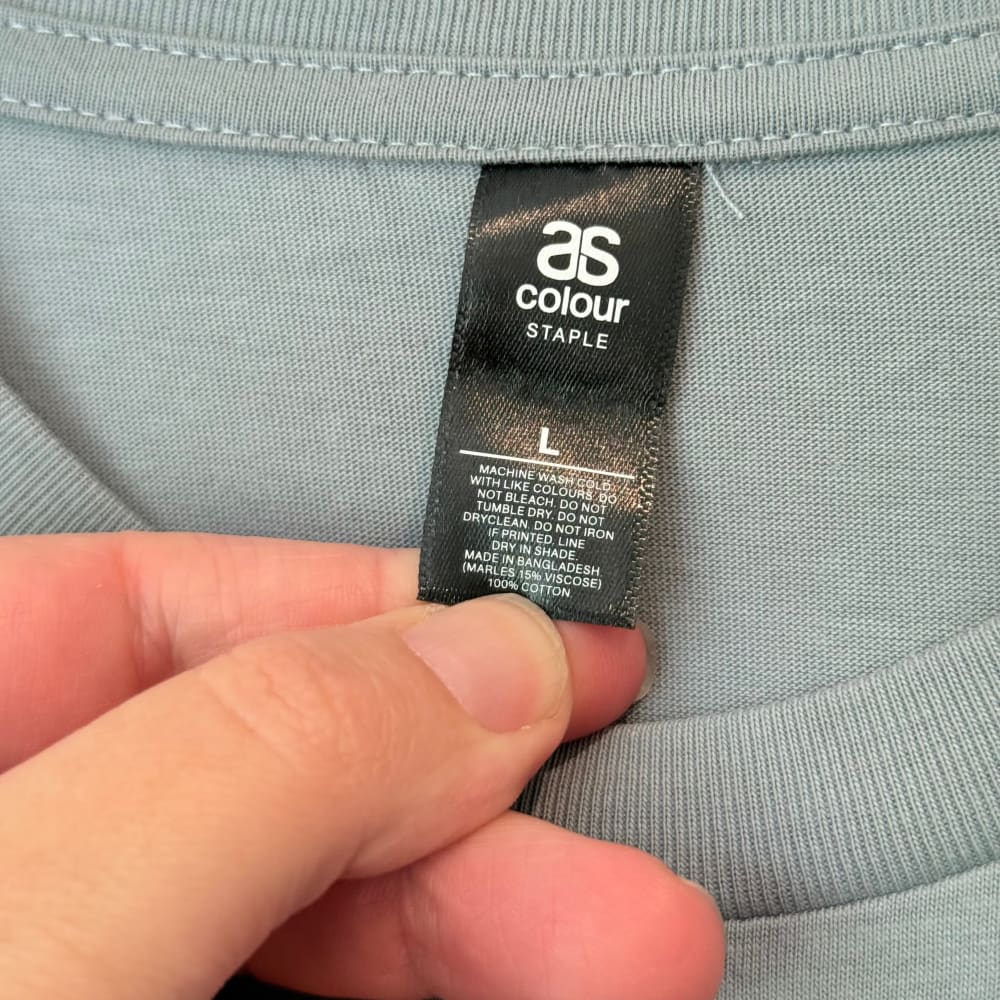 as
colour
STAPLE
L
MACHINE WASH COLD
WITH LIKE COLOURS. DO
NOT BLEACH. DO NOT
TUMBLE DRY. DO NOT
DRYCLEAN. DO NOT IRON
IF PRINTED. LINE
DRY IN SHADE.
MADE IN BANGLADESH
(MARLES 15% VISCOSE)
100% COTTON